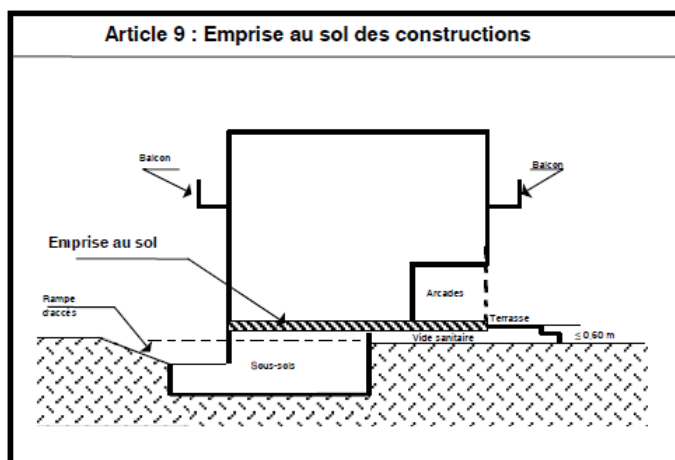 Article 9 : Emprise au sol des constructions
Balcon
Balcon
Emprise au sol
Rampe
d'accès
Arcades
Terrasse
Vide sanitaire
≤ 0,60 m
Sous-sols